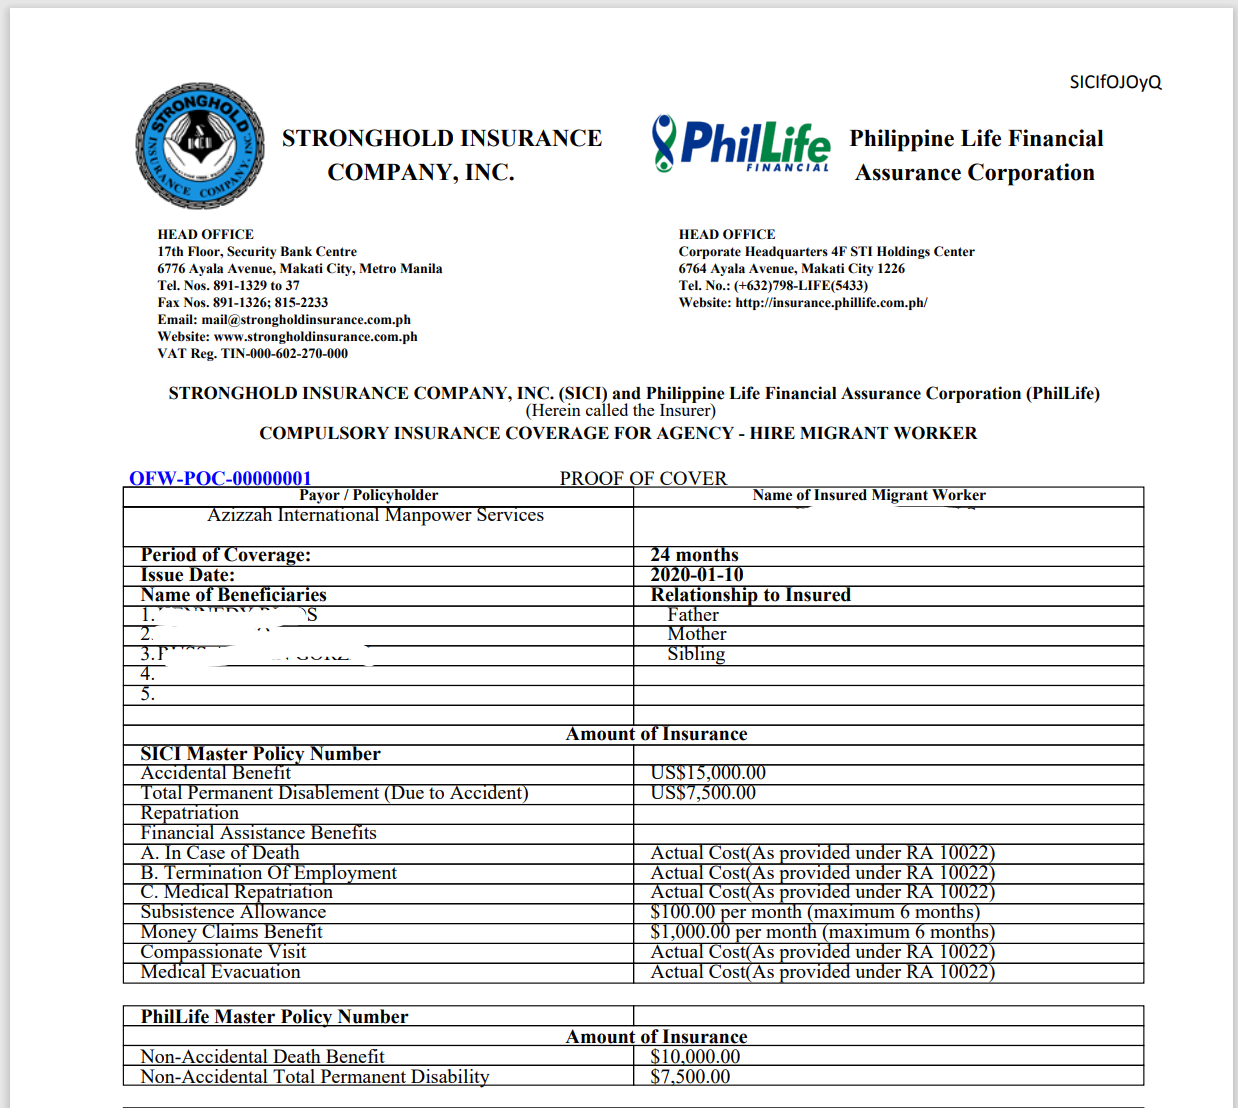 SICIfOJOyQ
STRONGHOLD INSURANCE COMPANY, INC.
STRONGHOLD INSURANCE
COMPANY, INC.
PhilLife
FINANCIAL
Philippine Life Financial
Assurance Corporation
HEAD OFFICE
17th Floor, Security Bank Centre
6776 Ayala Avenue, Makati City, Metro Manila
Tel. Nos. 891-1329 to 37
Fax Nos. 891-1326; 815-2233
Email: mail@strongholdinsurance.com.ph
Website: www.strongholdinsurance.com.ph
VAT Reg. TIN-000-602-270-000
HEAD OFFICE
Corporate Headquarters 4F STI Holdings Center
6764 Ayala Avenue, Makati City 1226
Tel. No.: (+632)798-LIFE(5433)
Website: http://insurance.phillife.com.ph/
STRONGHOLD INSURANCE COMPANY, INC. (SICI) and Philippine Life Financial Assurance Corporation (PhilLife)
(Herein called the Insurer)
COMPULSORY INSURANCE COVERAGE FOR AGENCY - HIRE MIGRANT WORKER
OFW-POC-00000001 PROOF OF COVER
Payor / Policyholder Name of Insured Migrant Worker
Azizzah International Manpower Services
Period of Coverage: 24 months
Issue Date: 2020-01-10
Name of Beneficiaries Relationship to Insured
1. Father
2. Mother
3. Sibling
4.
5.
Amount of Insurance
SICI Master Policy Number
Accidental Benefit US$15,000.00
Total Permanent Disablement (Due to Accident) US$7,500.00
Repatriation
Financial Assistance Benefits
A. In Case of Death Actual Cost(As provided under RA 10022)
B. Termination Of Employment Actual Cost(As provided under RA 10022)
C. Medical Repatriation Actual Cost(As provided under RA 10022)
Subsistence Allowance $100.00 per month (maximum 6 months)
Money Claims Benefit $1,000.00 per month (maximum 6 months)
Compassionate Visit Actual Cost(As provided under RA 10022)
Medical Evacuation Actual Cost(As provided under RA 10022)
PhilLife Master Policy Number
Amount of Insurance
Non-Accidental Death Benefit $10,000.00
Non-Accidental Total Permanent Disability $7,500.00